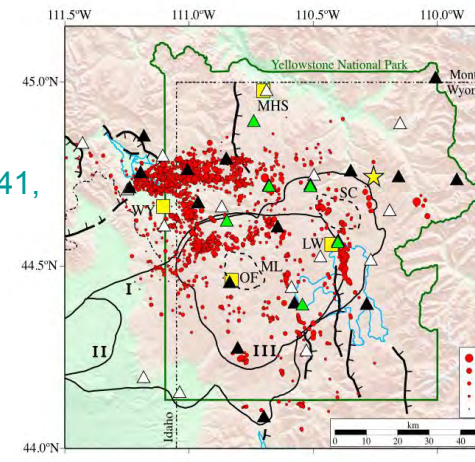 111.5°W 111.0°W 110.5°W 110.0°W
Yellowstone National Park
45.0°N
Mont
Wyom
MHS
41,
SC
WY
LW
44.5°N
ML
OF
I
II
III
Idaho
km
0 10 20 30 40
44.0°N